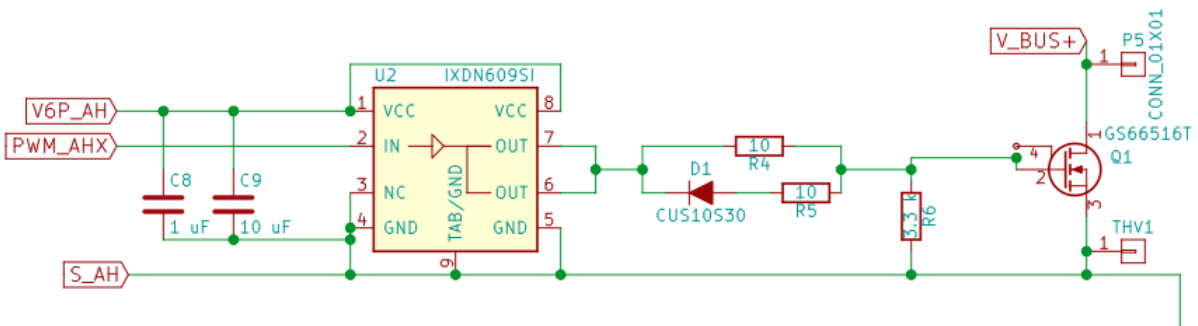 V_BUS+
P5
1
CONN_01X01
U2
IXDN609SI
V6P_AH
1
VCC
VCC
8
PWM_AHX
2
IN
OUT
7
10
R4
1
GS66516T
4
Q1
2
3
NC
OUT
6
D1
10
R5
CUS10S30
C8
C9
1 uF
10 uF
4
GND
TAB/GND
GND
5
9
3.3 k
R6
3
THV1
1
S_AH